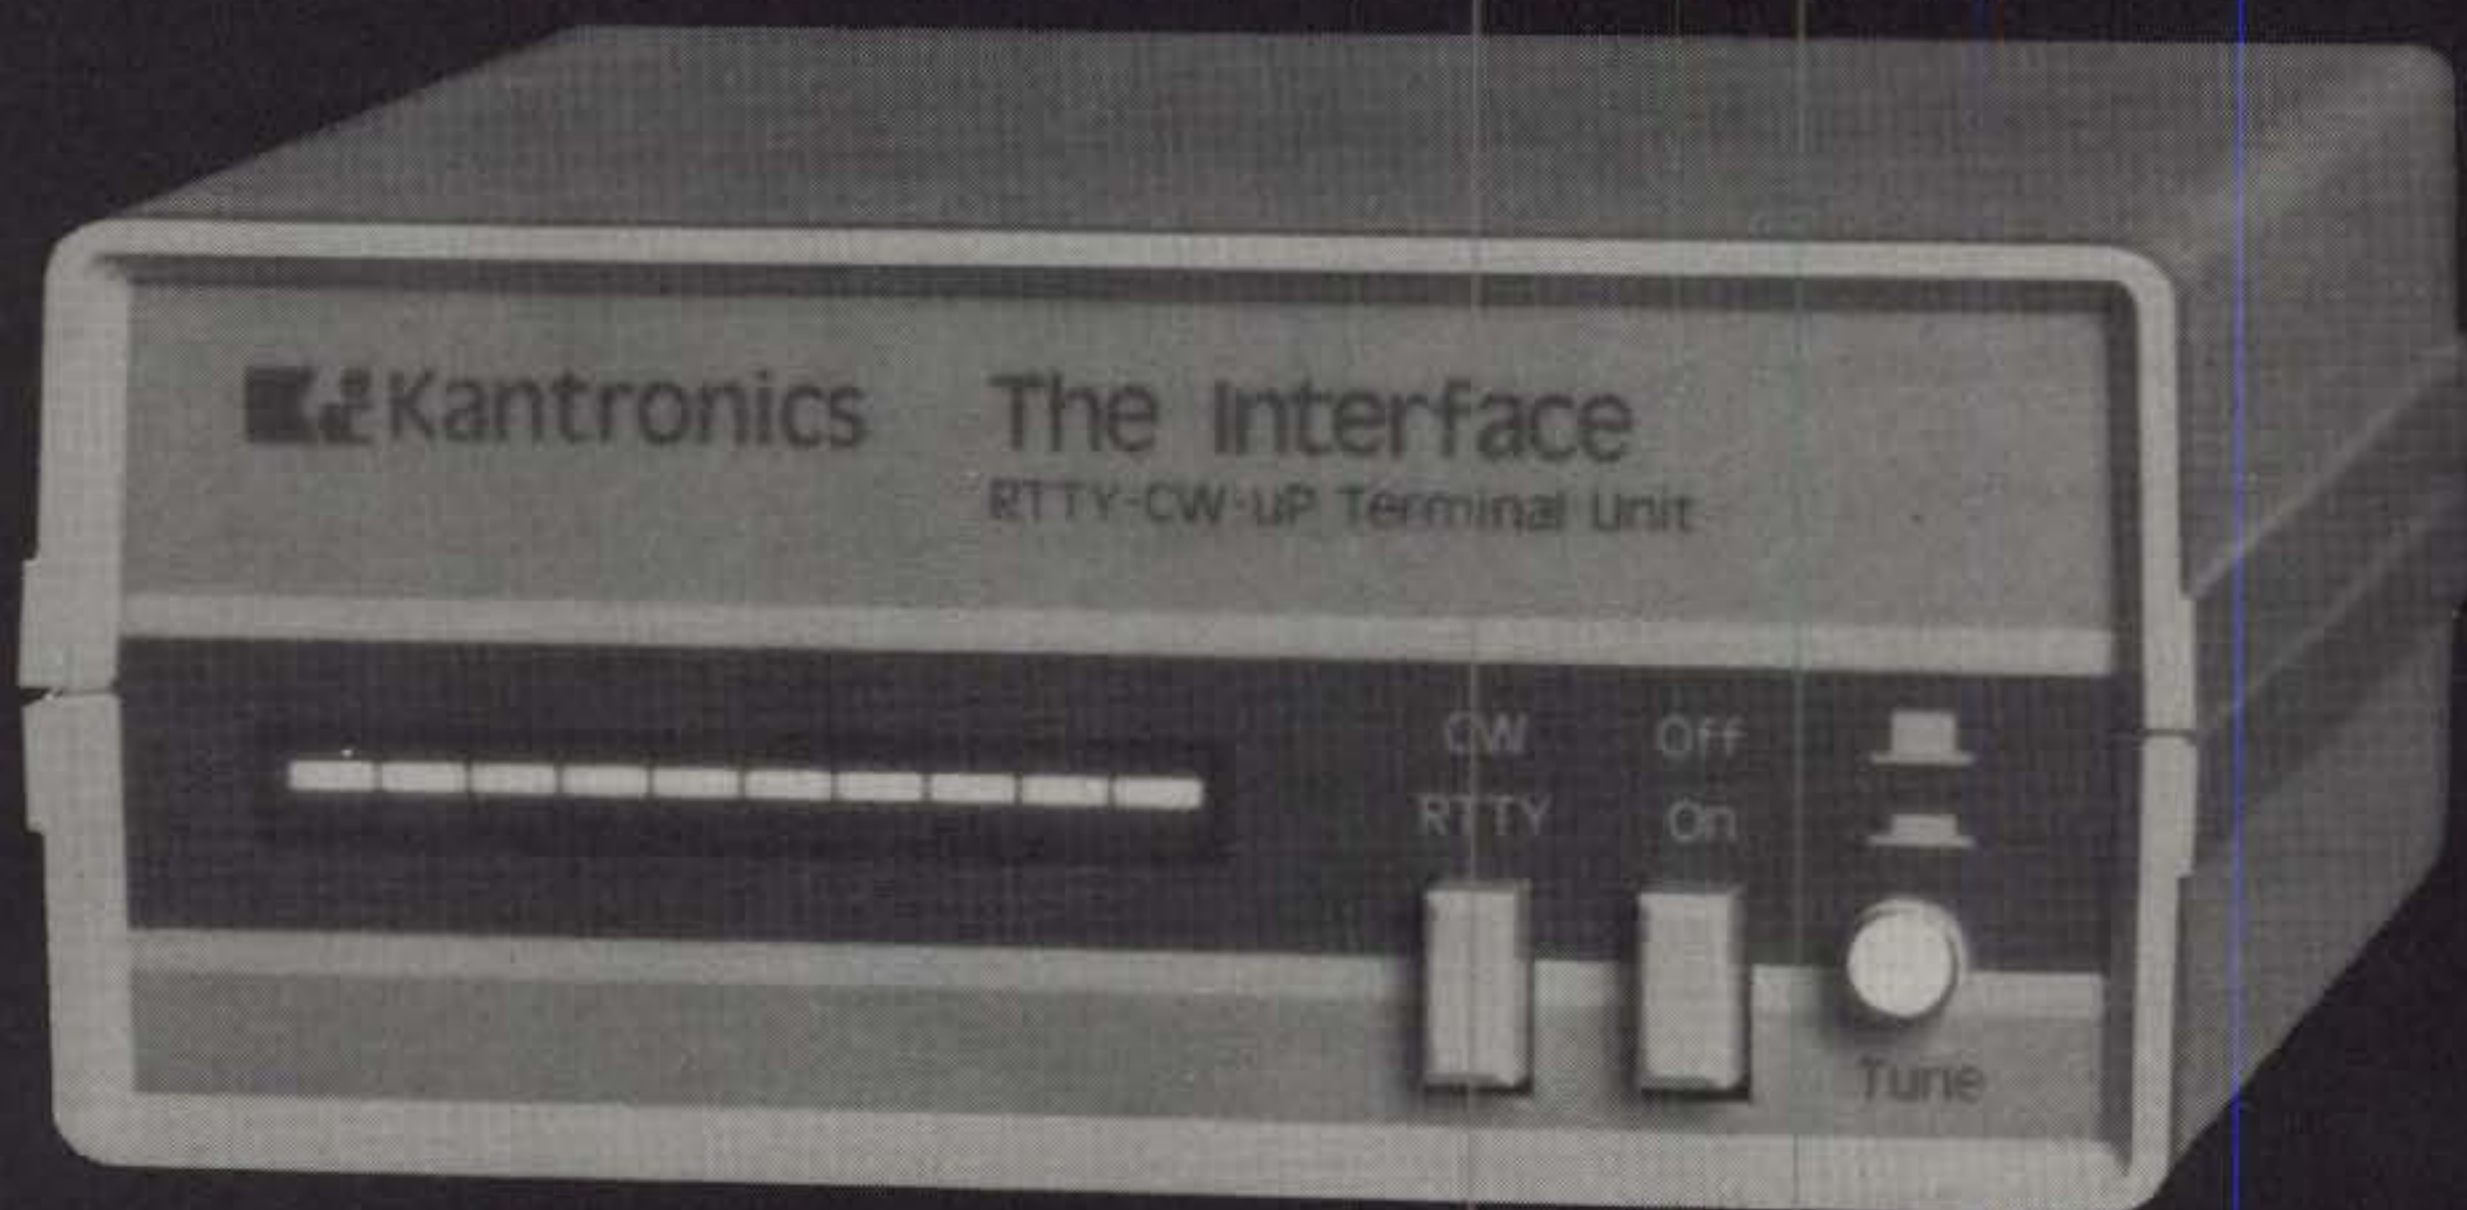 Kantronics The Interface
RTTY-CW-uP Terminal Unit
CW Off
RTTY On
Tune